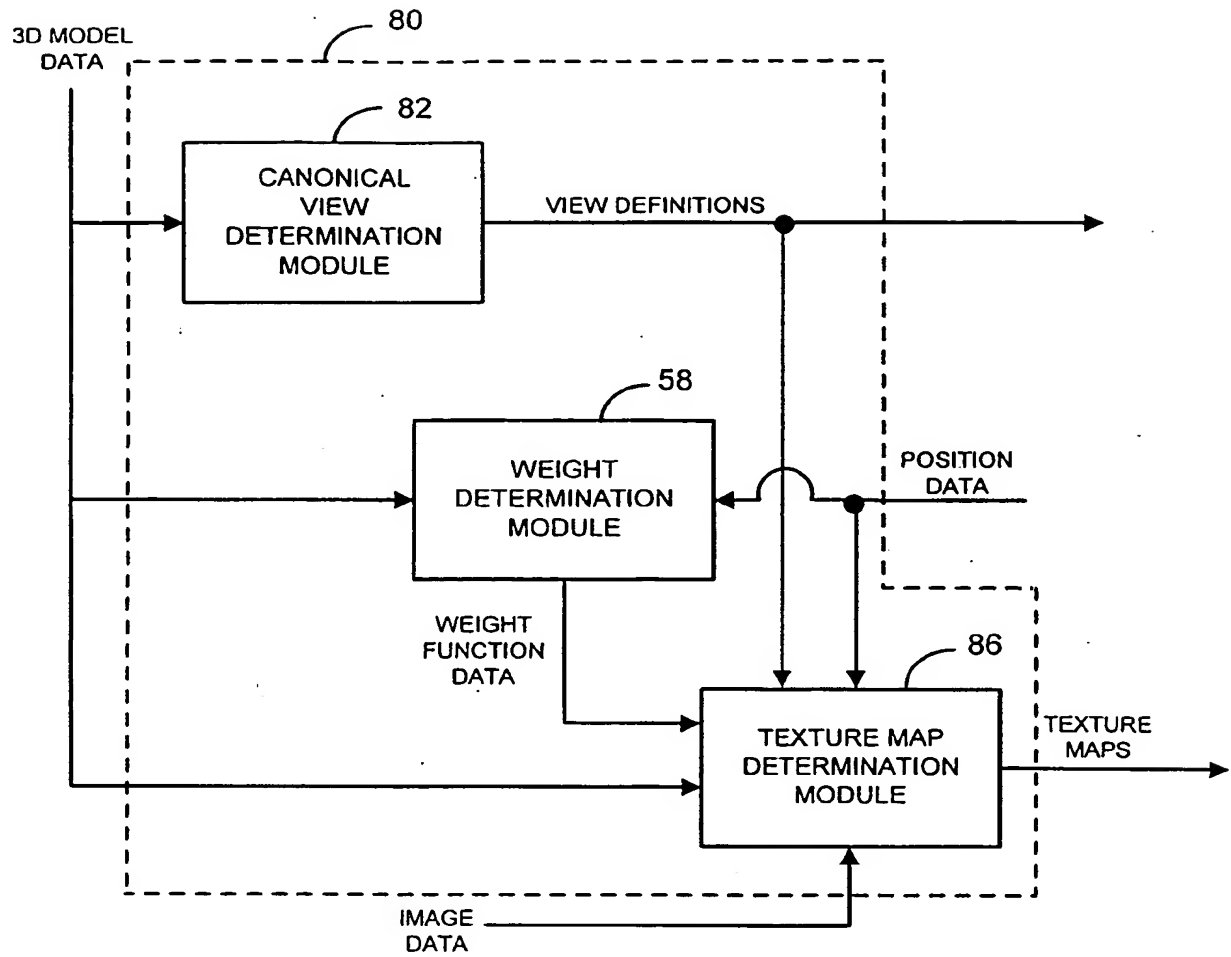 80
3D MODEL
DATA
82
CANONICAL
VIEW
DETERMINATION
MODULE
VIEW DEFINITIONS
58
WEIGHT
DETERMINATION
MODULE
POSITION
DATA
WEIGHT
FUNCTION
DATA
86
TEXTURE MAP
DETERMINATION
MODULE
TEXTURE
MAPS
IMAGE
DATA